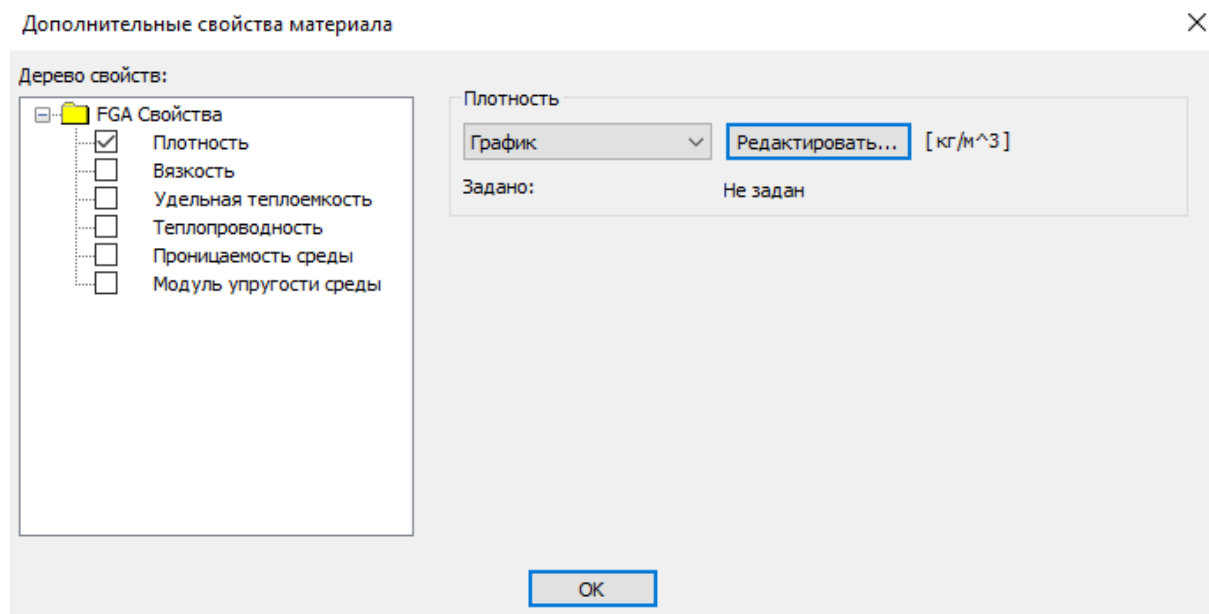 Дополнительные свойства материала
Дерево свойств:
FGA Свойства
Плотность
Вязкость
Удельная теплоемкость
Теплопроводность
Проницаемость среды
Модуль упругости среды
Плотность
График
Редактировать...
[кг/м^3]
Задано:
Не задан
OK